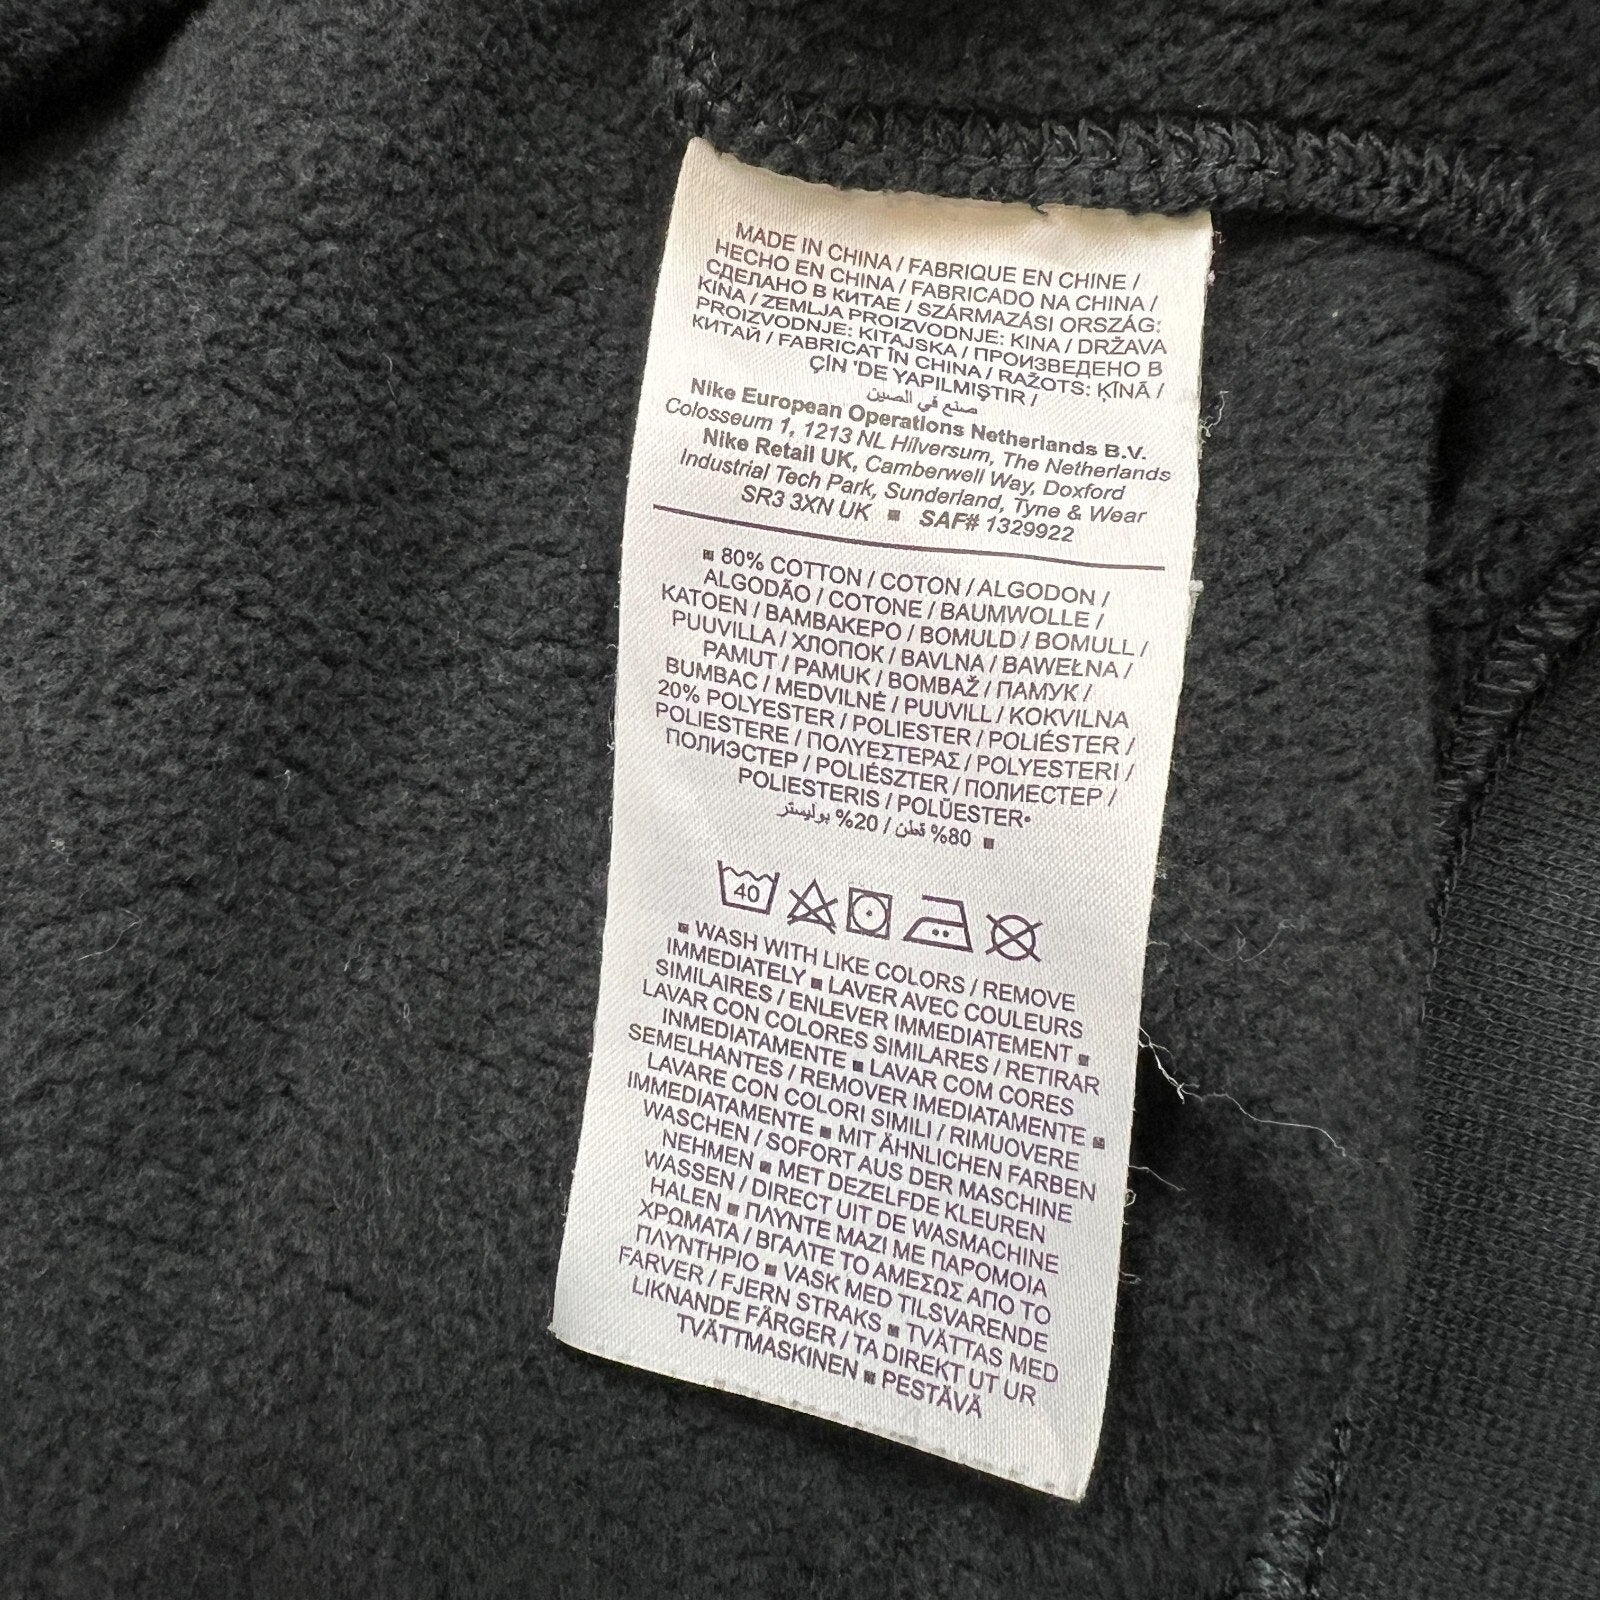 MADE IN CHINA / FABRIQUE EN CHINE /
HECHO EN CHINA / FABRICADO NA CHINA /
СДЕЛАНО В КИТАЕ / SZÁRMAZÁSI ORSZÁG:
KÍNA / ZEMLJA PROIZVODNJE: KINA / DRŽAVA
PROIZVODNJE: KITAJSKA / ПРОИЗВЕДЕНО В
КИТАЙ / FABRICAT ÎN CHINA / RAŽOTS: ĶĪNĀ /
ÇİN 'DE YAPILMIŞTIR /
صنع في الصين
Nike European Operations Netherlands B.V.
Colosseum 1, 1213 NL Hilversum, The Netherlands
Nike Retail UK, Camberwell Way, Doxford
Industrial Tech Park, Sunderland, Tyne & Wear
SR3 3XN UK ■ SAF# 1329922
■ 80% COTTON / COTON / ALGODON /
ALGODÃO / COTONE / BAUMWOLLE /
KATOEN / ΒΑΜΒΑΚΕΡΟ / BOMULD / BOMULL /
PUUVILLA / ХЛОПОК / BAVLNA / BAWEŁNA /
PAMUT / PAMUK / BOMBAŽ / ПАМУК /
BUMBAC / MEDVILNĖ / PUUVILL / KOKVILNA
20% POLYESTER / POLIESTER / POLIÉSTER /
POLIESTERE / ΠΟΛΥΕΣΤΕΡΑΣ / POLYESTERI /
ПОЛИЭСТЕР / POLIÉSZTER / ПОЛИЕСТЕР /
POLIESTERIS / POLÜESTER•
80% قطن / 20% بوليستر ■
40
■ WASH WITH LIKE COLORS / REMOVE
IMMEDIATELY ■ LAVER AVEC COULEURS
SIMILAIRES / ENLEVER IMMEDIATEMENT ■
LAVAR CON COLORES SIMILARES / RETIRAR
INMEDIATAMENTE ■ LAVAR COM CORES
SEMELHANTES / REMOVER IMEDIATAMENTE ■
LAVARE CON COLORI SIMILI / RIMUOVERE
IMMEDIATAMENTE ■ MIT ÄHNLICHEN FARBEN
WASCHEN / SOFORT AUS DER MASCHINE
NEHMEN ■ MET DEZELFDE KLEUREN
WASSEN / DIRECT UIT DE WASMACHINE
HALEN ■ ΠΛΥΝΤΕ ΜΑΖΙ ΜΕ ΠΑΡΟΜΟΙΑ
ΧΡΩΜΑΤΑ / ΒΓΑΛΤΕ ΤΟ ΑΜΕΣΩΣ ΑΠΟ ΤΟ
ΠΛΥΝΤΗΡΙΟ ■ VASK MED TILSVARENDE
FARVER / FJERN STRAKS ■ TVÄTTAS MED
LIKNANDE FÄRGER / TA DIREKT UT UR
TVÄTTMASKINEN ■ PESTÄVÄ